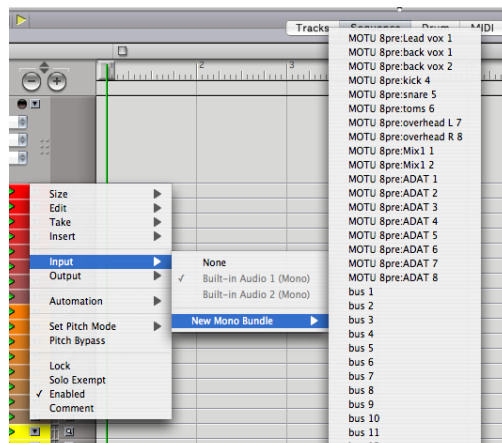 Tracks
Sequence
Drum
MIDI
2
3
Size
Edit
Take
Insert
Input
Output
Automation
Set Pitch Mode
Pitch Bypass
Lock
Solo Exempt
✓ Enabled
Comment
None
✓ Built-in Audio 1 (Mono)
Built-in Audio 2 (Mono)
New Mono Bundle
MOTU 8pre:Lead vox 1
MOTU 8pre:back vox 1
MOTU 8pre:back vox 2
MOTU 8pre:kick 4
MOTU 8pre:snare 5
MOTU 8pre:toms 6
MOTU 8pre:overhead L 7
MOTU 8pre:overhead R 8
MOTU 8pre:Mix1 1
MOTU 8pre:Mix1 2
MOTU 8pre:ADAT 1
MOTU 8pre:ADAT 2
MOTU 8pre:ADAT 3
MOTU 8pre:ADAT 4
MOTU 8pre:ADAT 5
MOTU 8pre:ADAT 6
MOTU 8pre:ADAT 7
MOTU 8pre:ADAT 8
bus 1
bus 2
bus 3
bus 4
bus 5
bus 6
bus 7
bus 8
bus 9
bus 10
bus 11